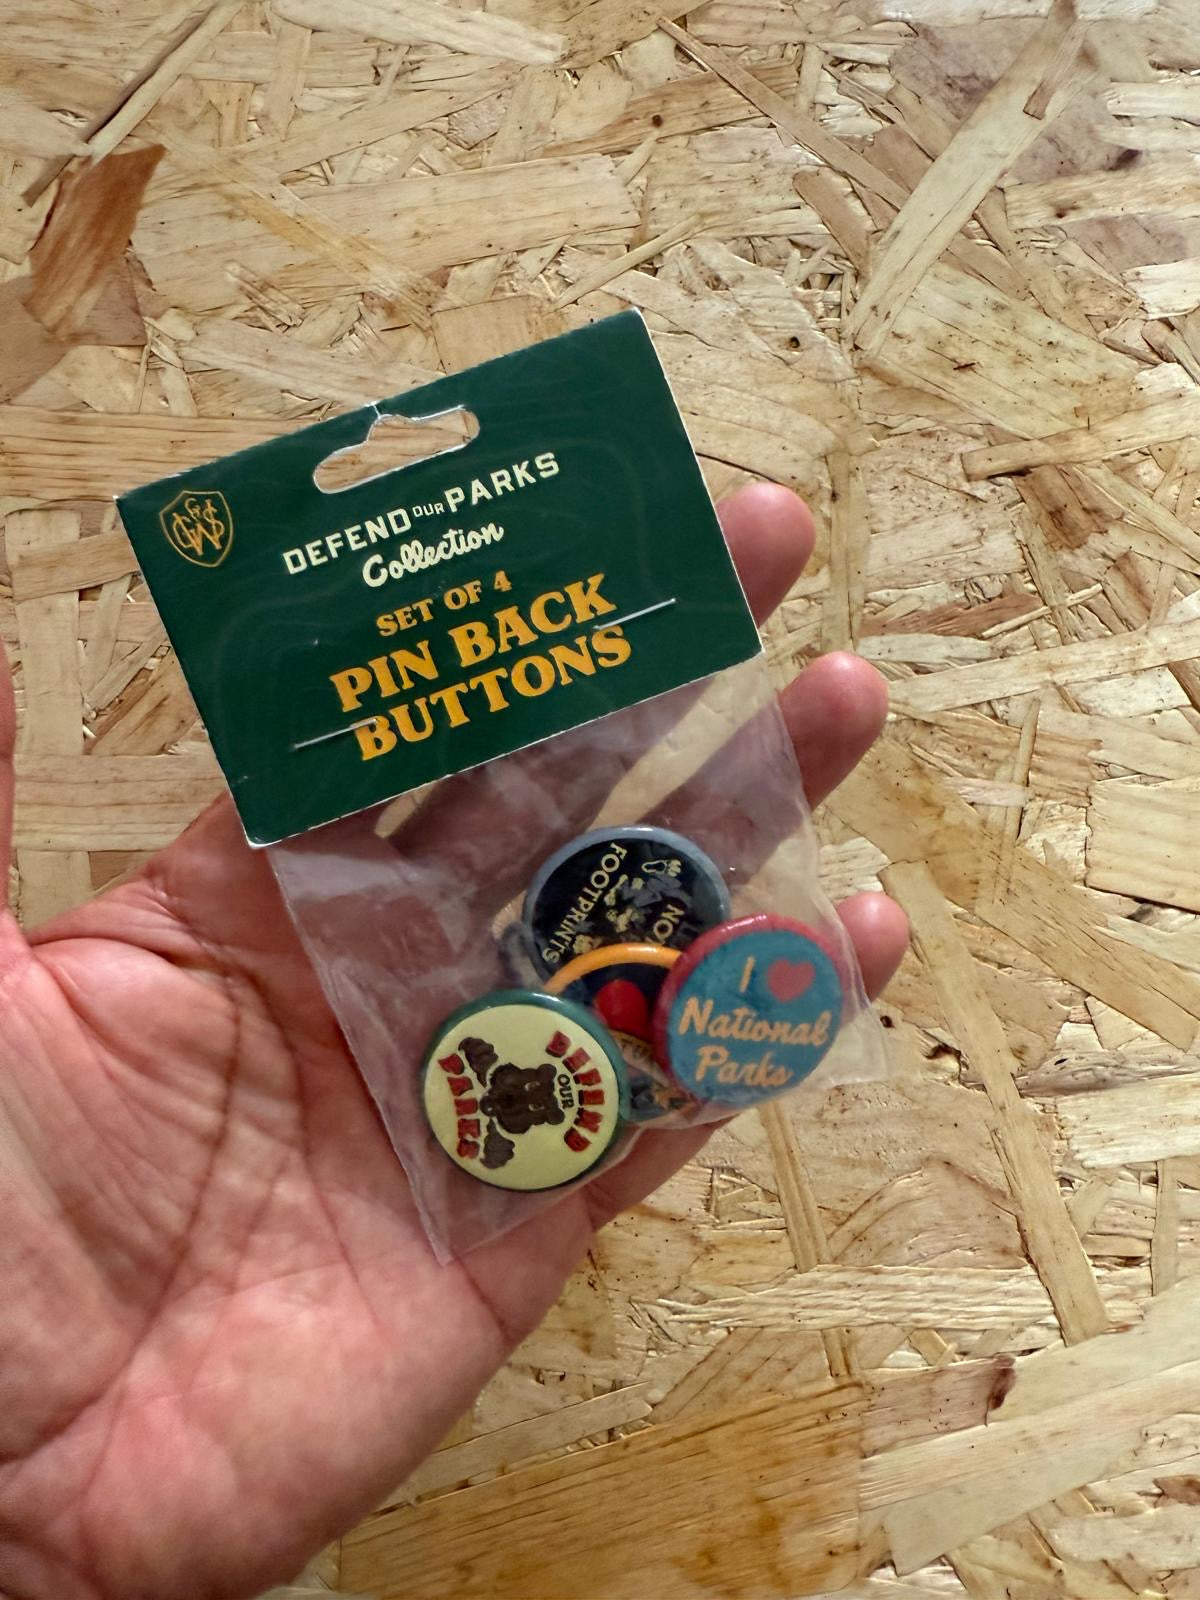 DEFEND OUR PARKS
Collection
SET OF 4
PIN BACK
BUTTONS
FOOTPRINTS
I
National
Parks
DEFEND
OUR
PARKS